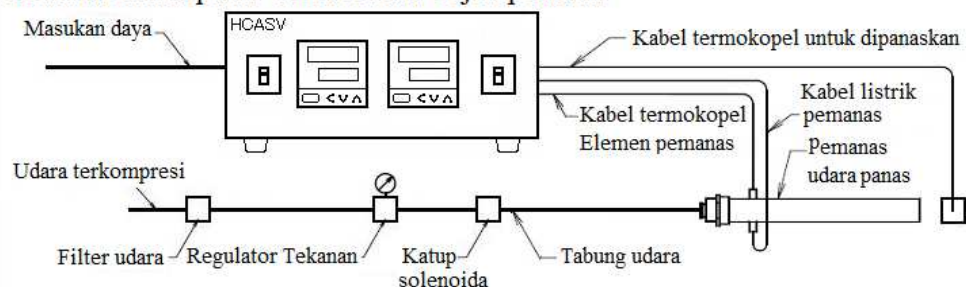 HCASV
Masukan daya
Kabel termokopel untuk dipanaskan
Kabel listrik
pemanas
Kabel termokopel
Elemen pemanas
Pemanas
udara panas
Udara terkompresi
Filter udara
Regulator Tekanan
Katup
solenoida
Tabung udara